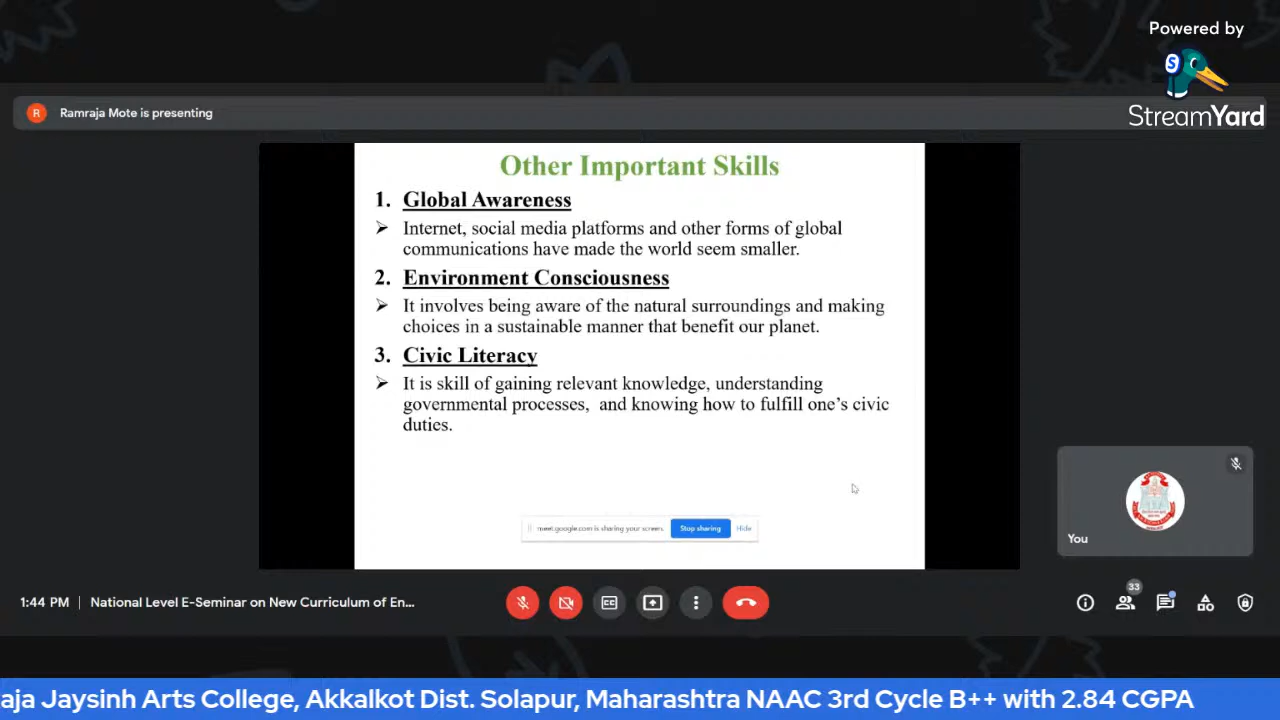 Powered by
StreamYard
R
Ramraja Mote is presenting
Other Important Skills
1. Global Awareness
➢ Internet, social media platforms and other forms of global
communications have made the world seem smaller.
2. Environment Consciousness
➢ It involves being aware of the natural surroundings and making
choices in a sustainable manner that benefit our planet.
3. Civic Literacy
➢ It is skill of gaining relevant knowledge, understanding
governmental processes, and knowing how to fulfill one’s civic
duties.
meet.google.com is sharing your screen. Stop sharing Hide
You
1:44 PM | National Level E-Seminar on New Curriculum of En...
33
aja Jaysinh Arts College, Akkalkot Dist. Solapur, Maharashtra NAAC 3rd Cycle B++ with 2.84 CGPA